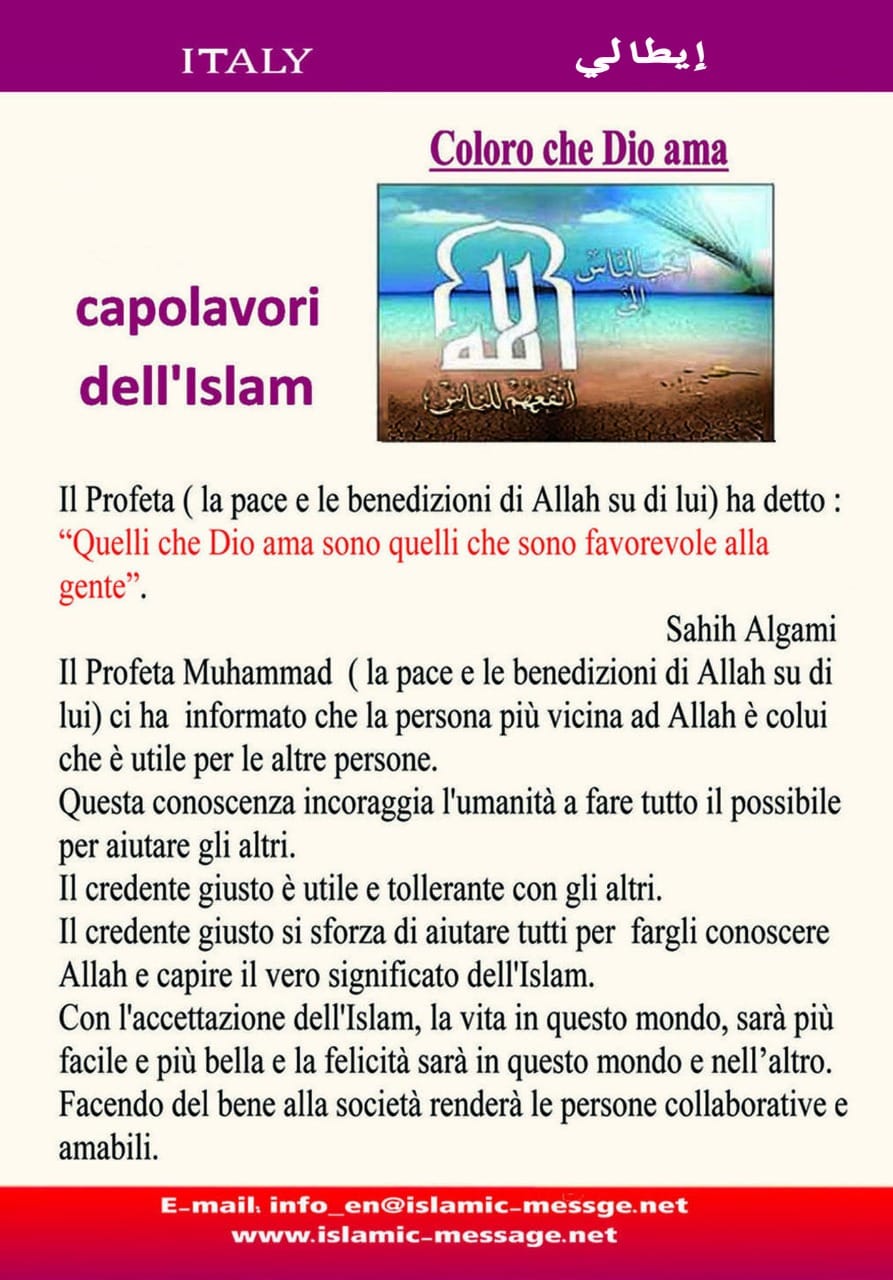 ITALY
إيطالي
Coloro che Dio ama
أحب الناس
إلى
الله
أنفعهم للناس
capolavori
dell'Islam
Il Profeta ( la pace e le benedizioni di Allah su di lui) ha detto :
“Quelli che Dio ama sono quelli che sono favorevole alla
gente”.
Sahih Algami
Il Profeta Muhammad ( la pace e le benedizioni di Allah su di
lui) ci ha informato che la persona più vicina ad Allah è colui
che è utile per le altre persone.
Questa conoscenza incoraggia l'umanità a fare tutto il possibile
per aiutare gli altri.
Il credente giusto è utile e tollerante con gli altri.
Il credente giusto si sforza di aiutare tutti per fargli conoscere
Allah e capire il vero significato dell'Islam.
Con l'accettazione dell'Islam, la vita in questo mondo, sarà più
facile e più bella e la felicità sarà in questo mondo e nell’altro.
Facendo del bene alla società renderà le persone collaborative e
amabili.
E-mail: info_en@islamic-messge.net
www.islamic-message.net